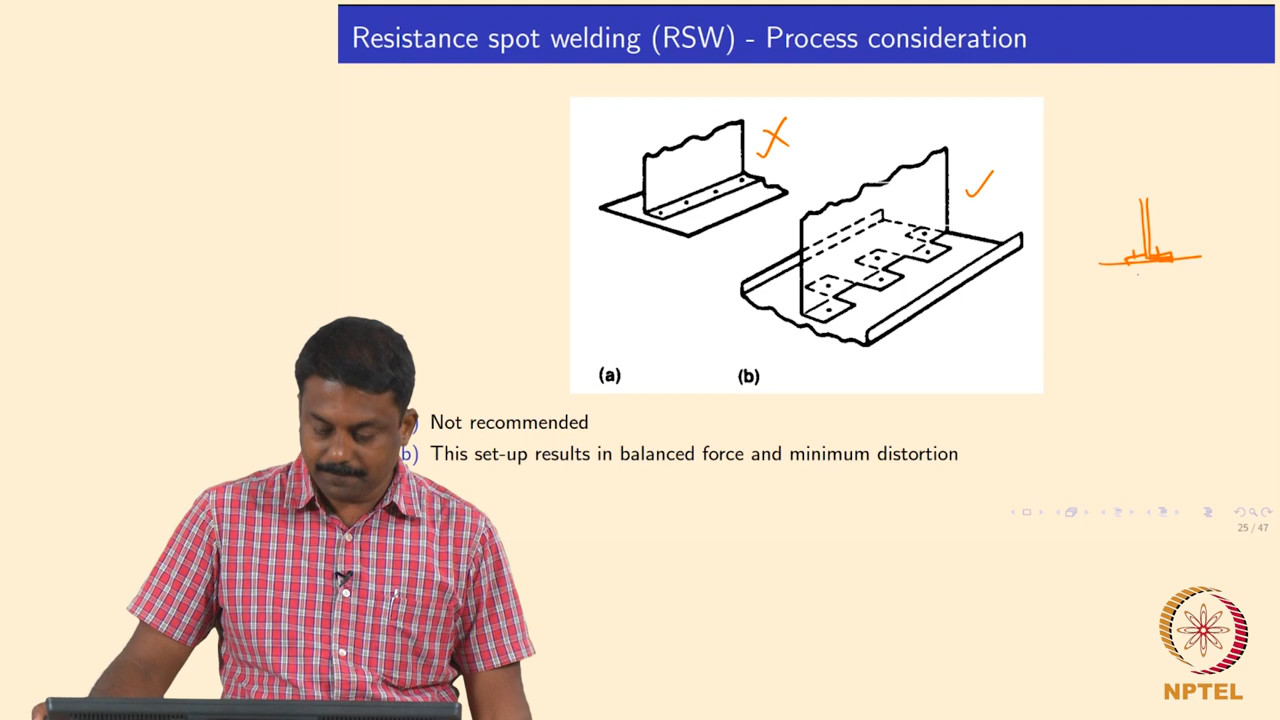 Resistance spot welding (RSW) - Process consideration
(a)
(b)
Not recommended
b) This set-up results in balanced force and minimum distortion
25 / 47
NPTEL